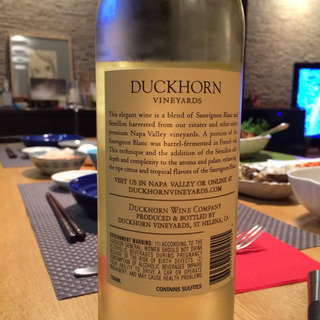 DUCKHORN
VINEYARDS
This elegant wine is a blend of Sauvignon Blanc and
Sémillon harvested from our estates and other select
premium Napa Valley vineyards. A portion of the
Sauvignon Blanc was barrel-fermented in French oak.
This technique and the addition of the Sémillon add
depth and complexity to the aroma and palate, enhancing
the ripe citrus and tropical flavors of the Sauvignon Blanc.
VISIT US IN NAPA VALLEY OR ONLINE AT
DUCKHORNVINEYARDS.COM
DUCKHORN WINE COMPANY
PRODUCED & BOTTLED BY
DUCKHORN VINEYARDS, ST HELENA, CA
GOVERNMENT WARNING: (1) ACCORDING TO THE
SURGEON GENERAL, WOMEN SHOULD NOT DRINK
ALCOHOLIC BEVERAGES DURING PREGNANCY
BECAUSE OF THE RISK OF BIRTH DEFECTS. (2)
CONSUMPTION OF ALCOHOLIC BEVERAGES IMPAIRS
YOUR ABILITY TO DRIVE A CAR OR OPERATE
MACHINERY, AND MAY CAUSE HEALTH PROBLEMS.
750ML
CONTAINS SULFITES